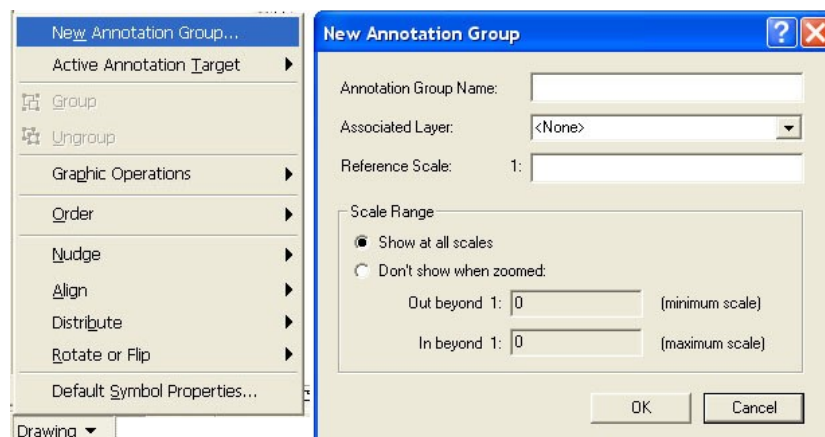 New Annotation Group...
Active Annotation Target
Group
Ungroup
Graphic Operations
Order
Nudge
Align
Distribute
Rotate or Flip
Default Symbol Properties...
Drawing
New Annotation Group
Annotation Group Name:
Associated Layer: <None>
Reference Scale: 1:
Scale Range
Show at all scales
Don't show when zoomed:
Out beyond 1: 0 (minimum scale)
In beyond 1: 0 (maximum scale)
OK Cancel